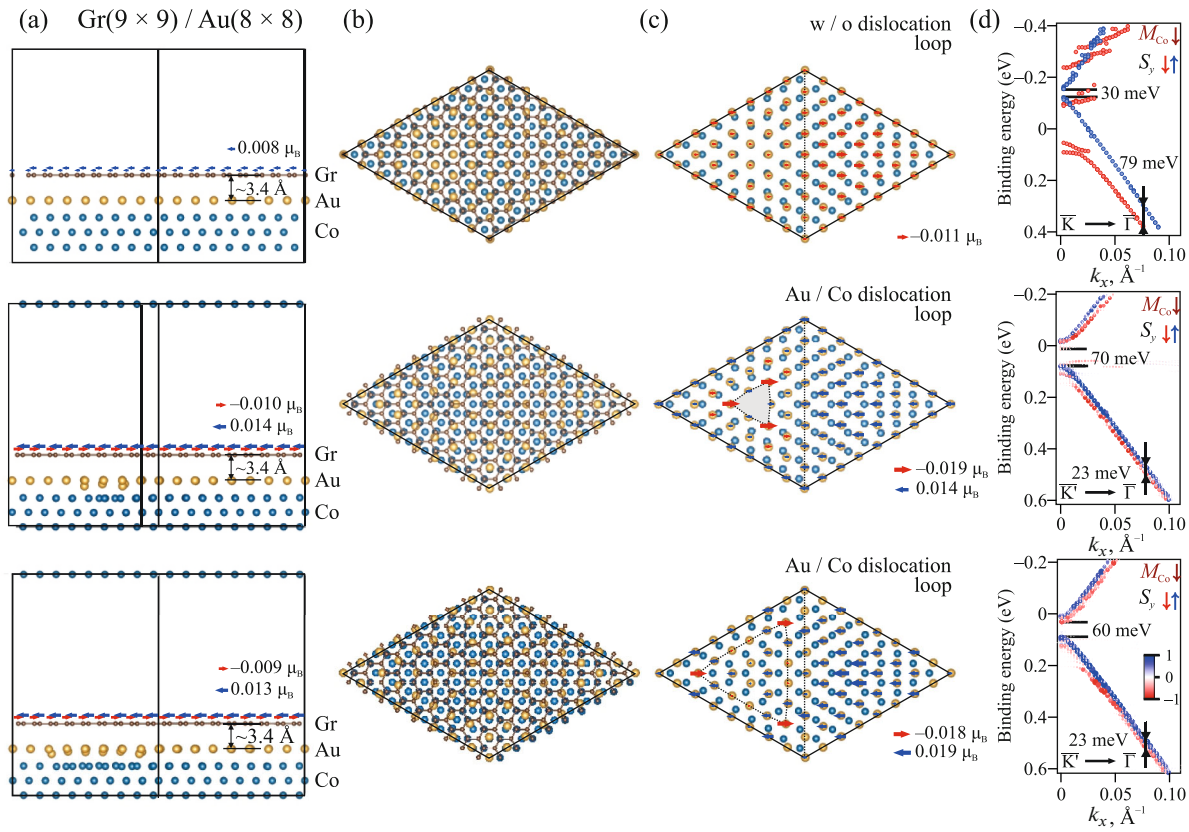 (a) Gr(9 × 9) / Au(8 × 8)
(b)
(c)
(d)
0.008 μB
Gr
~3.4 Å
Au
Co
w / o dislocation
loop
−0.011 μB
Binding energy (eV)
−0.4
−0.2
0
0.2
0.4
MCo↓
Sy ↓↑
30 meV
79 meV
K̅ → Γ̅
0 0.05 0.10
kx, Å−1
−0.010 μB
0.014 μB
Gr
~3.4 Å
Au
Co
Au / Co dislocation
loop
−0.019 μB
0.014 μB
Binding energy (eV)
−0.2
0
0.2
0.4
0.6
MCo↓
Sy ↓↑
70 meV
23 meV
K̅' → Γ̅
0 0.05 0.10
kx, Å−1
−0.009 μB
0.013 μB
Gr
~3.4 Å
Au
Co
Au / Co dislocation
loop
−0.018 μB
0.019 μB
Binding energy (eV)
−0.2
0
0.2
0.4
0.6
MCo↓
Sy ↓↑
60 meV
1
0
−1
23 meV
K̅' → Γ̅
0 0.05 0.10
kx, Å−1